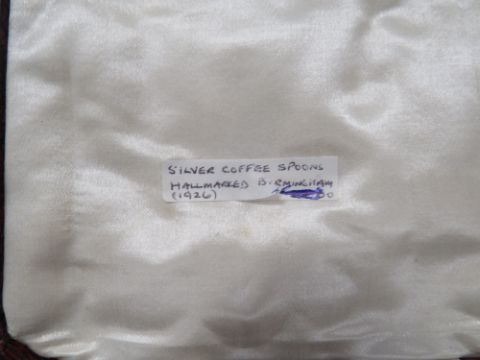 SILVER COFFEE SPOONS
HALLMARKED BIRMINGHAM
(1926)